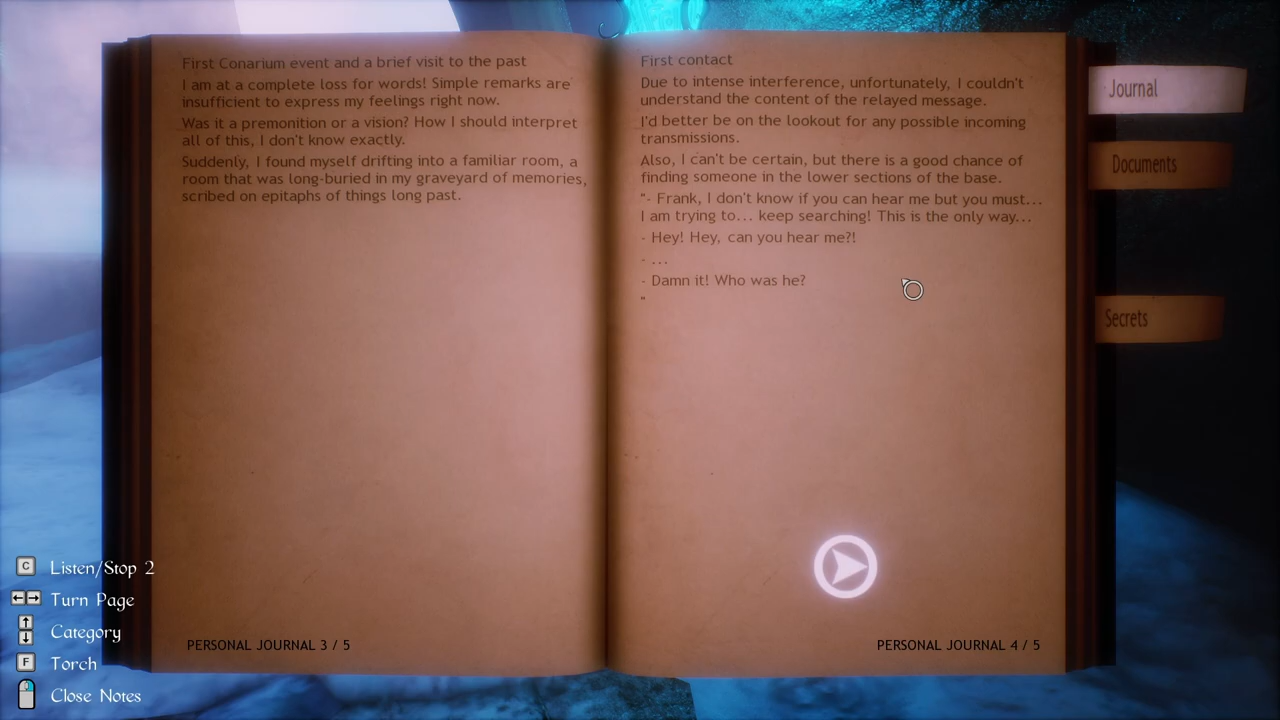 First Conarium event and a brief visit to the past
I am at a complete loss for words! Simple remarks are
insufficient to express my feelings right now.
Was it a premonition or a vision? How I should interpret
all of this, I don't know exactly.
Suddenly, I found myself drifting into a familiar room, a
room that was long-buried in my graveyard of memories,
scribed on epitaphs of things long past.
PERSONAL JOURNAL 3 / 5
First contact
Due to intense interference, unfortunately, I couldn't
understand the content of the relayed message.
I'd better be on the lookout for any possible incoming
transmissions.
Also, I can't be certain, but there is a good chance of
finding someone in the lower sections of the base.
"- Frank, I don't know if you can hear me but you must...
I am trying to... keep searching! This is the only way...
- Hey! Hey, can you hear me?!
- ...
- Damn it! Who was he?
"
PERSONAL JOURNAL 4 / 5
Journal
Documents
Secrets
C Listen/Stop 2
←→ Turn Page
↑↓ Category
F Torch
Close Notes